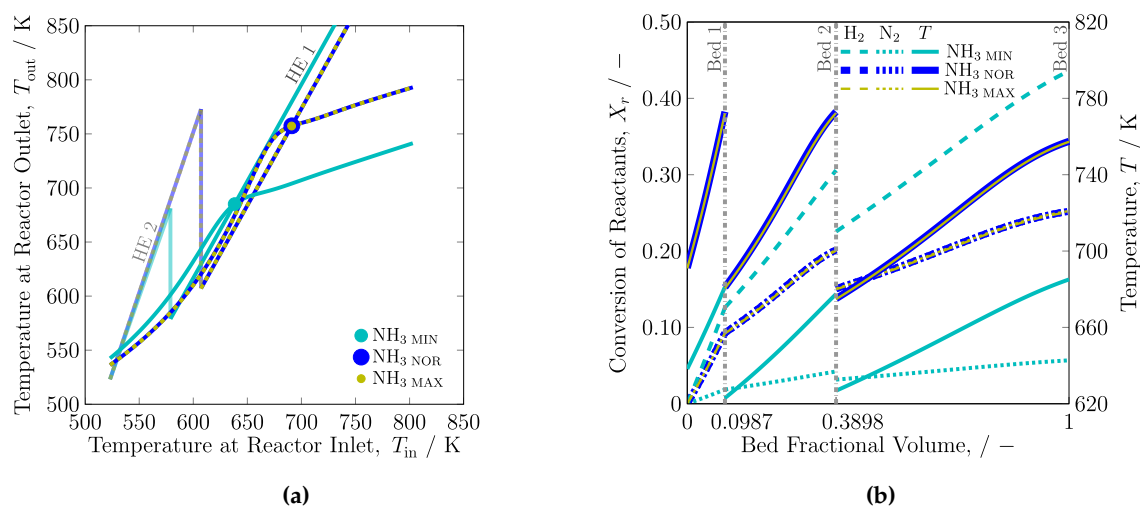 850
800
750
700
650
600
550
500
500
550
600
650
700
750
800
850
Temperature at Reactor Outlet, T_out / K
Temperature at Reactor Inlet, T_in / K
HE 1
HE 2
NH3 MIN
NH3 NOR
NH3 MAX
(a)
0.50
0.40
0.30
0.20
0.10
0
820
780
740
700
660
620
0
0.0987
0.3898
1
Conversion of Reactants, X_r / −
Bed Fractional Volume, / −
Temperature, T / K
Bed 1
Bed 2
Bed 3
H2 N2 T
NH3 MIN
NH3 NOR
NH3 MAX
(b)